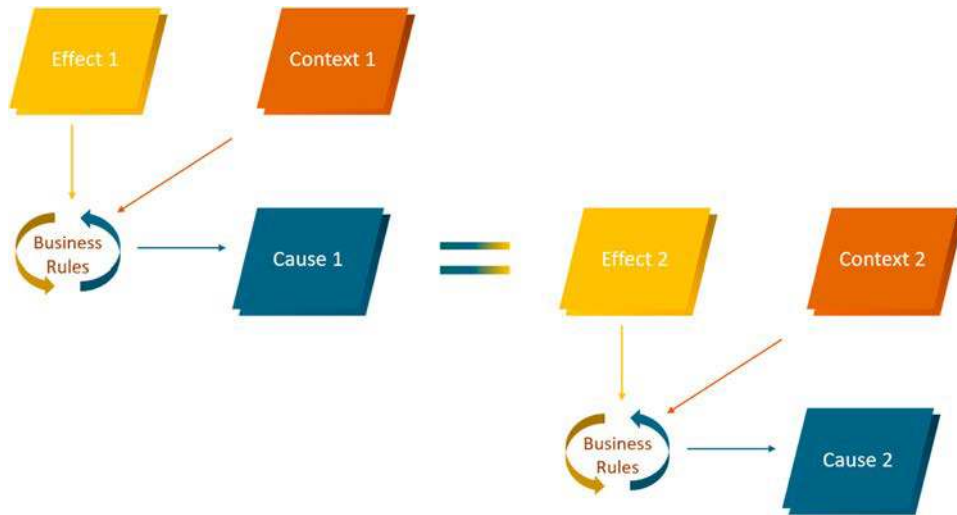 Effect 1
Context 1
Business
Rules
Cause 1
Effect 2
Context 2
Business
Rules
Cause 2